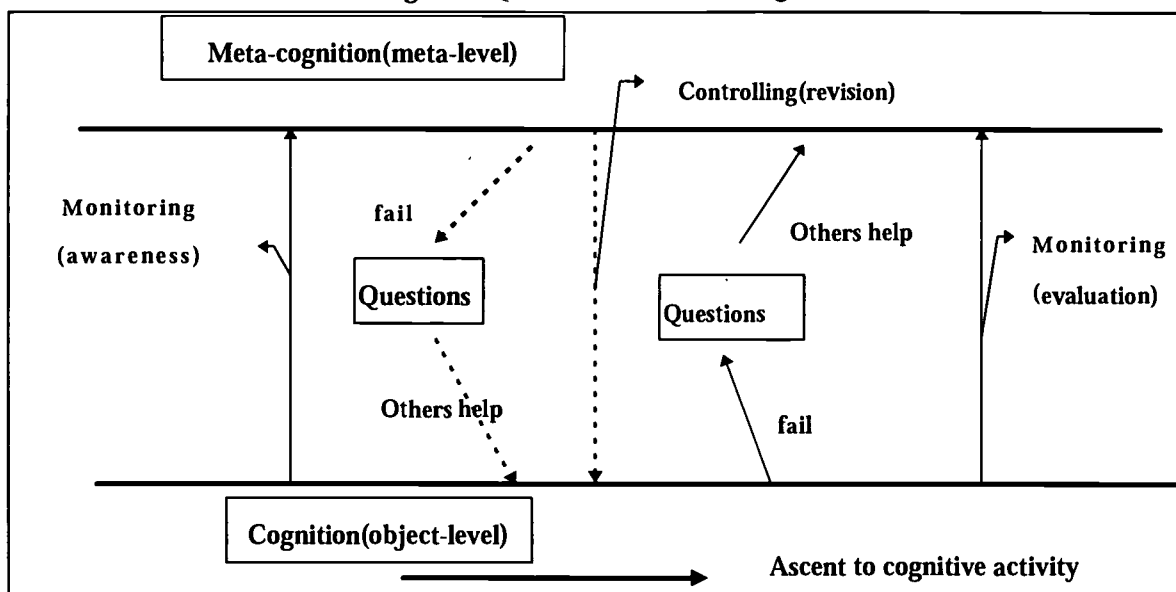 Meta-cognition(meta-level)
Controlling(revision)
Monitoring
(awareness)
fail
Questions
Others help
Others help
Questions
fail
Monitoring
(evaluation)
Cognition(object-level)
Ascent to cognitive activity